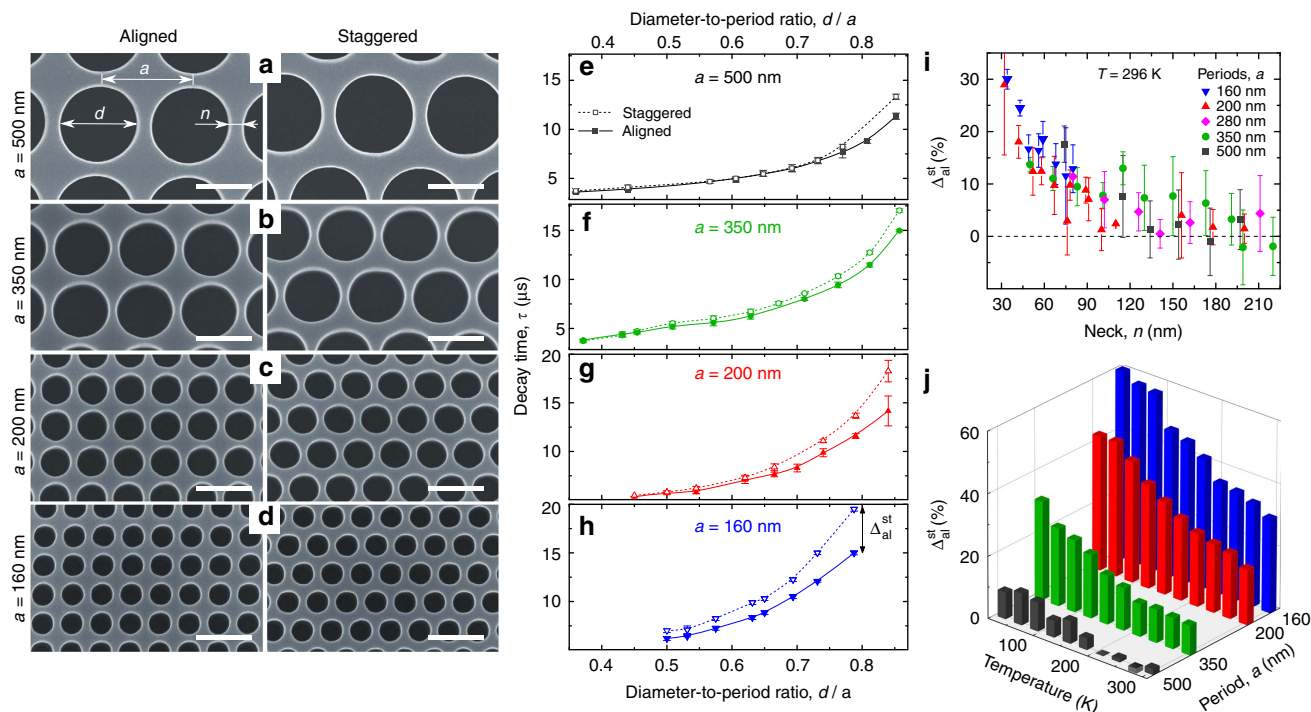 Aligned
Staggered
a = 500 nm
a = 350 nm
a = 200 nm
a = 160 nm
a
a
d
n
b
c
d
Diameter-to-period ratio, d / a
0.4 0.5 0.6 0.7 0.8
Decay time, τ (μs)
e
a = 500 nm
Staggered
Aligned
15
10
5
f
a = 350 nm
15
10
5
g
a = 200 nm
20
15
10
h
a = 160 nm
Δ st al
20
15
10
5
0.4 0.5 0.6 0.7 0.8
Diameter-to-period ratio, d / a
i
T = 296 K
Periods, a
160 nm
200 nm
280 nm
350 nm
500 nm
Δ st al (%)
30
20
10
0
30 60 90 120 150 180 210
Neck, n (nm)
j
Δ st al (%)
60
40
20
0
100
200
300
Temperature (K)
500
350
200
160
Period, a (nm)